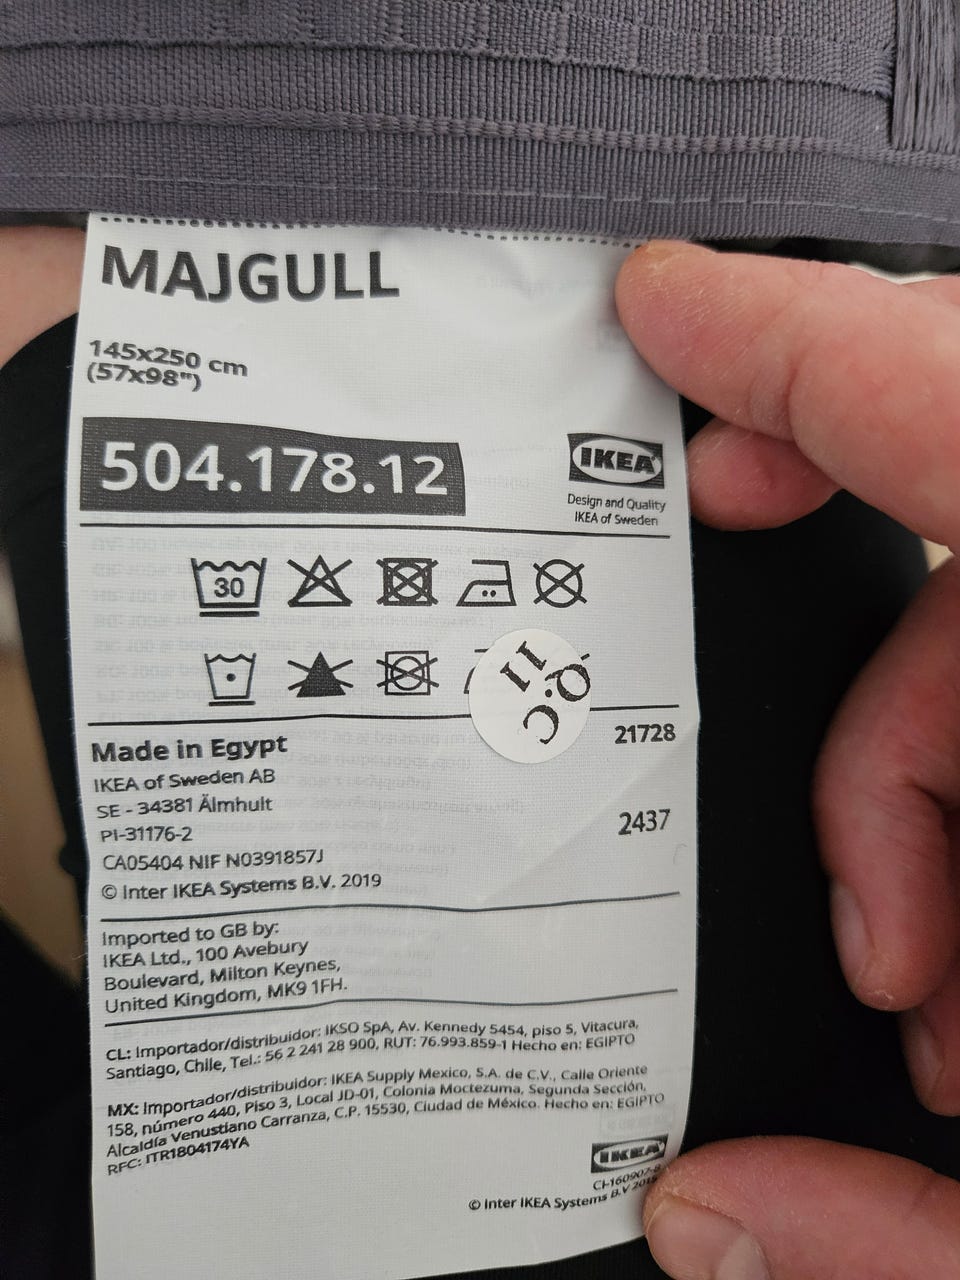 MAJGULL
145x250 cm
(57x98")
504.178.12
IKEA
Design and Quality
IKEA of Sweden
30
Q.C
11
Made in Egypt
21728
IKEA of Sweden AB
SE - 34381 Älmhult
2437
PI-31176-2
CA05404 NIF N0391857J
© Inter IKEA Systems B.V. 2019
Imported to GB by:
IKEA Ltd., 100 Avebury
Boulevard, Milton Keynes,
United Kingdom, MK9 1FH.
CL: Importador/distribuidor: IKSO SpA, Av. Kennedy 5454, piso 5, Vitacura,
Santiago, Chile, Tel.: 56 2 241 28 900, RUT: 76.993.859-1 Hecho en: EGIPTO
MX: Importador/distribuidor: IKEA Supply Mexico, S.A. de C.V., Calle Oriente
158, número 440, Piso 3, Local JD-01, Colonia Moctezuma, Segunda Sección,
Alcaldía Venustiano Carranza, C.P. 15530, Ciudad de México. Hecho en: EGIPTO
RFC: ITR1804174YA
IKEA
CI-160907-8
© Inter IKEA Systems B.V